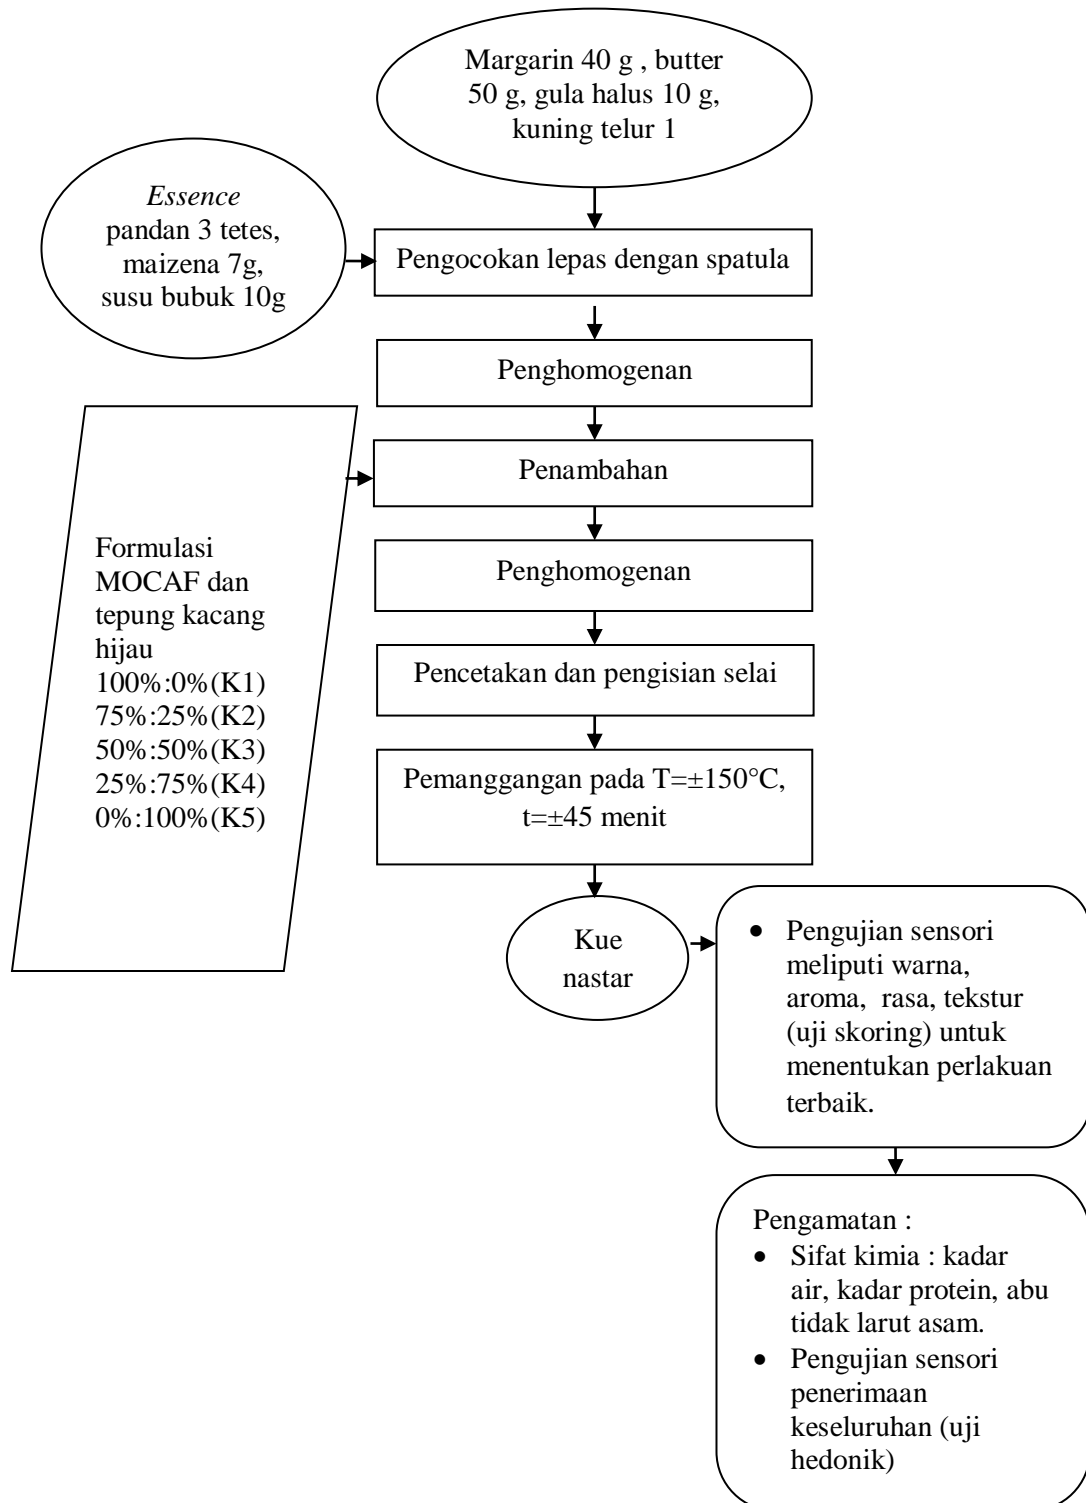 Margarin 40 g , butter
50 g, gula halus 10 g,
kuning telur 1
Essence
pandan 3 tetes,
maizena 7g,
susu bubuk 10g
Pengocokan lepas dengan spatula
Penghomogenan
Formulasi
MOCAF dan
tepung kacang
hijau
100%:0%(K1)
75%:25%(K2)
50%:50%(K3)
25%:75%(K4)
0%:100%(K5)
Penambahan
Penghomogenan
Pencetakan dan pengisian selai
Pemanggangan pada T=±150°C,
t=±45 menit
Kue
nastar
• Pengujian sensori
meliputi warna,
aroma, rasa, tekstur
(uji skoring) untuk
menentukan perlakuan
terbaik.
Pengamatan :
• Sifat kimia : kadar
air, kadar protein, abu
tidak larut asam.
• Pengujian sensori
penerimaan
keseluruhan (uji
hedonik)